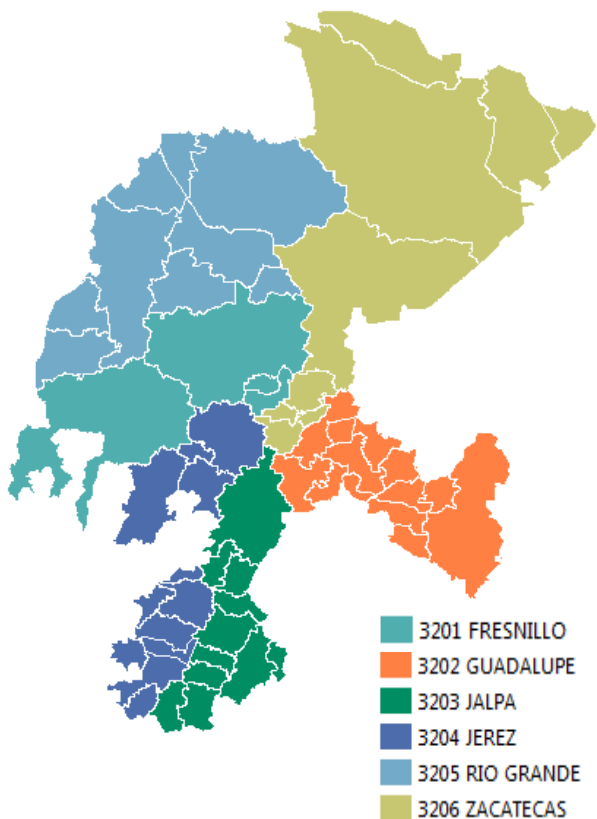 3201 FRESNILLO
3202 GUADALUPE
3203 JALPA
3204 JEREZ
3205 RIO GRANDE
3206 ZACATECAS